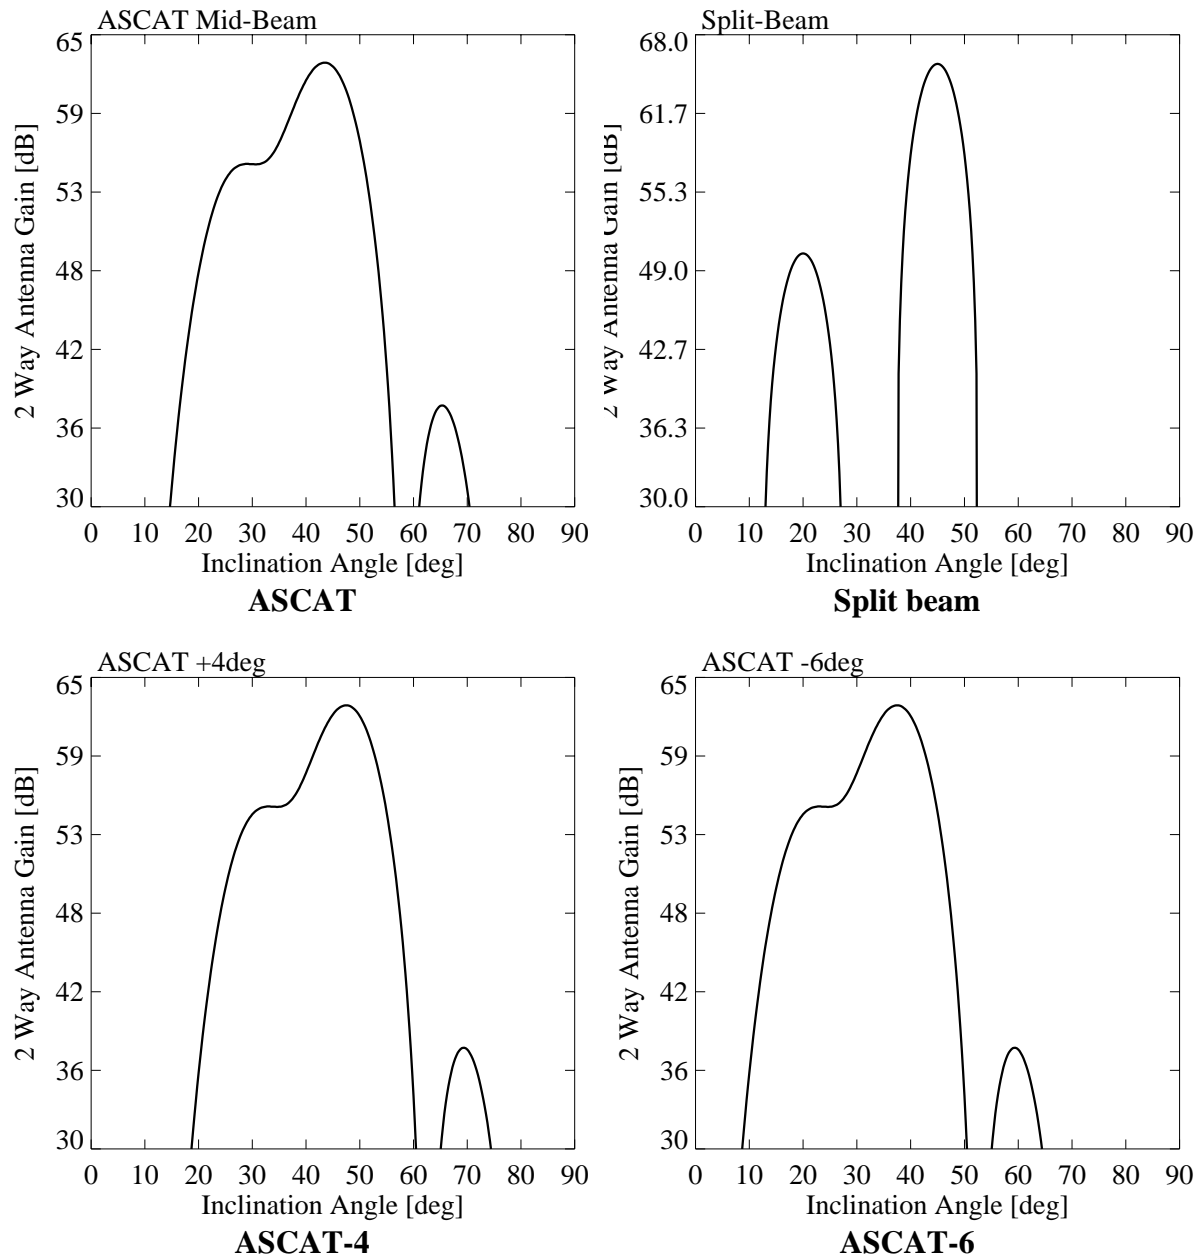 ASCAT Mid-Beam
65
59
53
48
42
36
30
2 Way Antenna Gain [dB]
0 10 20 30 40 50 60 70 80 90
Inclination Angle [deg]
ASCAT
Split-Beam
68.0
61.7
55.3
49.0
42.7
36.3
30.0
2 Way Antenna Gain [dB]
0 10 20 30 40 50 60 70 80 90
Inclination Angle [deg]
Split beam
ASCAT +4deg
65
59
53
48
42
36
30
2 Way Antenna Gain [dB]
0 10 20 30 40 50 60 70 80 90
Inclination Angle [deg]
ASCAT-4
ASCAT -6deg
65
59
53
48
42
36
30
2 Way Antenna Gain [dB]
0 10 20 30 40 50 60 70 80 90
Inclination Angle [deg]
ASCAT-6